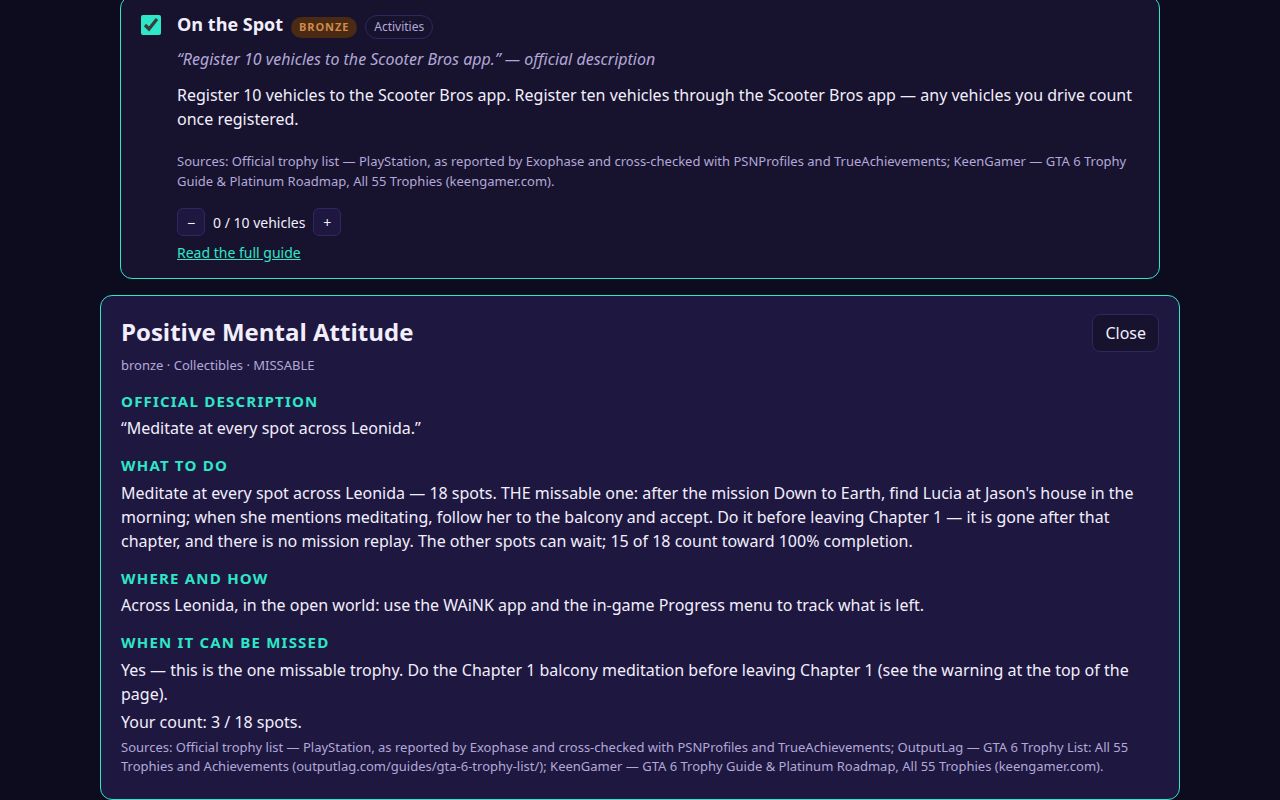 On the Spot BRONZE Activities
“Register 10 vehicles to the Scooter Bros app.” — official description
Register 10 vehicles to the Scooter Bros app. Register ten vehicles through the Scooter Bros app — any vehicles you drive count
once registered.
Sources: Official trophy list — PlayStation, as reported by Exophase and cross-checked with PSNProfiles and TrueAchievements; KeenGamer — GTA 6 Trophy
Guide & Platinum Roadmap, All 55 Trophies (keengamer.com).
− 0 / 10 vehicles +
Read the full guide
Positive Mental Attitude Close
bronze · Collectibles · MISSABLE
OFFICIAL DESCRIPTION
“Meditate at every spot across Leonida.”
WHAT TO DO
Meditate at every spot across Leonida — 18 spots. THE missable one: after the mission Down to Earth, find Lucia at Jason's house in the
morning; when she mentions meditating, follow her to the balcony and accept. Do it before leaving Chapter 1 — it is gone after that
chapter, and there is no mission replay. The other spots can wait; 15 of 18 count toward 100% completion.
WHERE AND HOW
Across Leonida, in the open world: use the WAiNK app and the in-game Progress menu to track what is left.
WHEN IT CAN BE MISSED
Yes — this is the one missable trophy. Do the Chapter 1 balcony meditation before leaving Chapter 1 (see the warning at the top of the
page).
Your count: 3 / 18 spots.
Sources: Official trophy list — PlayStation, as reported by Exophase and cross-checked with PSNProfiles and TrueAchievements; OutputLag — GTA 6 Trophy List: All 55
Trophies and Achievements (outputlag.com/guides/gta-6-trophy-list/); KeenGamer — GTA 6 Trophy Guide & Platinum Roadmap, All 55 Trophies (keengamer.com).